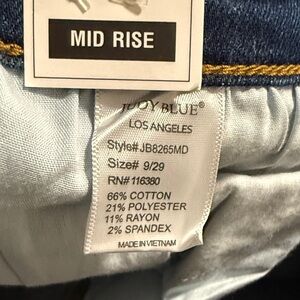 MID RISE
JUDY BLUE®
LOS ANGELES
Style# JB8265MD
Size# 9/29
RN# 116380
66% COTTON
21% POLYESTER
11% RAYON
2% SPANDEX
MADE IN VIETNAM